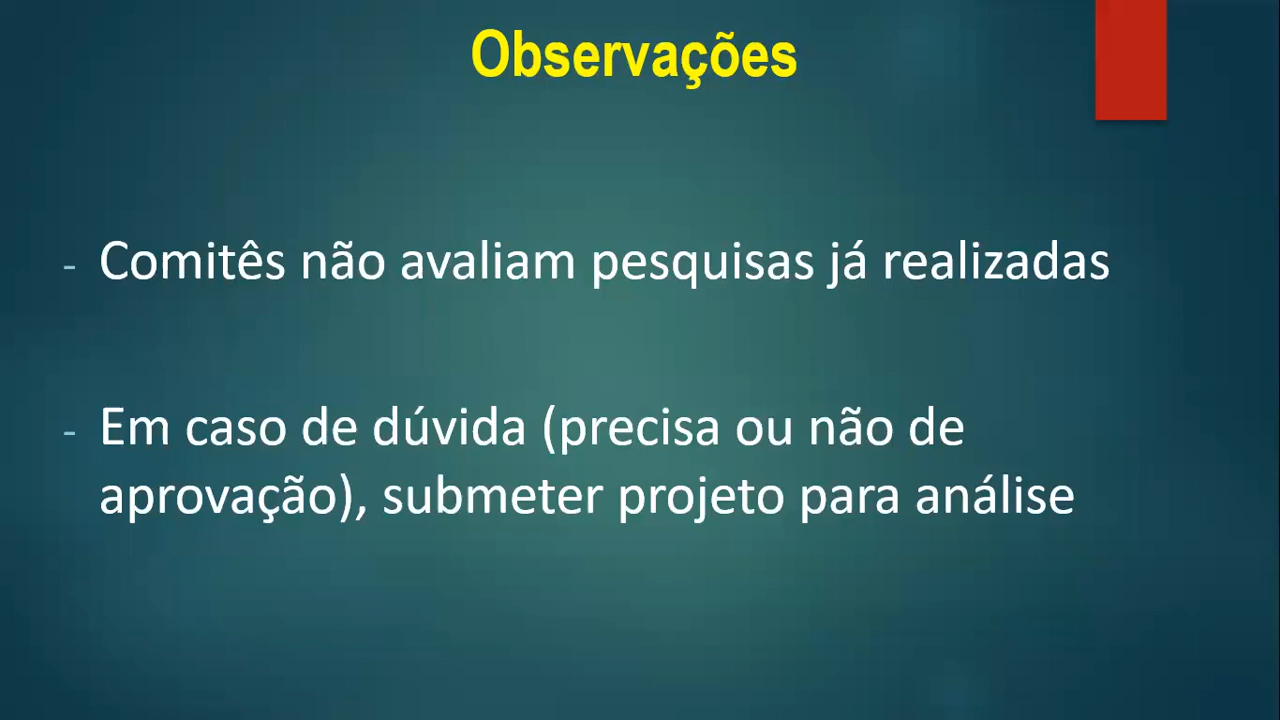 Observações
- Comitês não avaliam pesquisas já realizadas
- Em caso de dúvida (precisa ou não de
aprovação), submeter projeto para análise